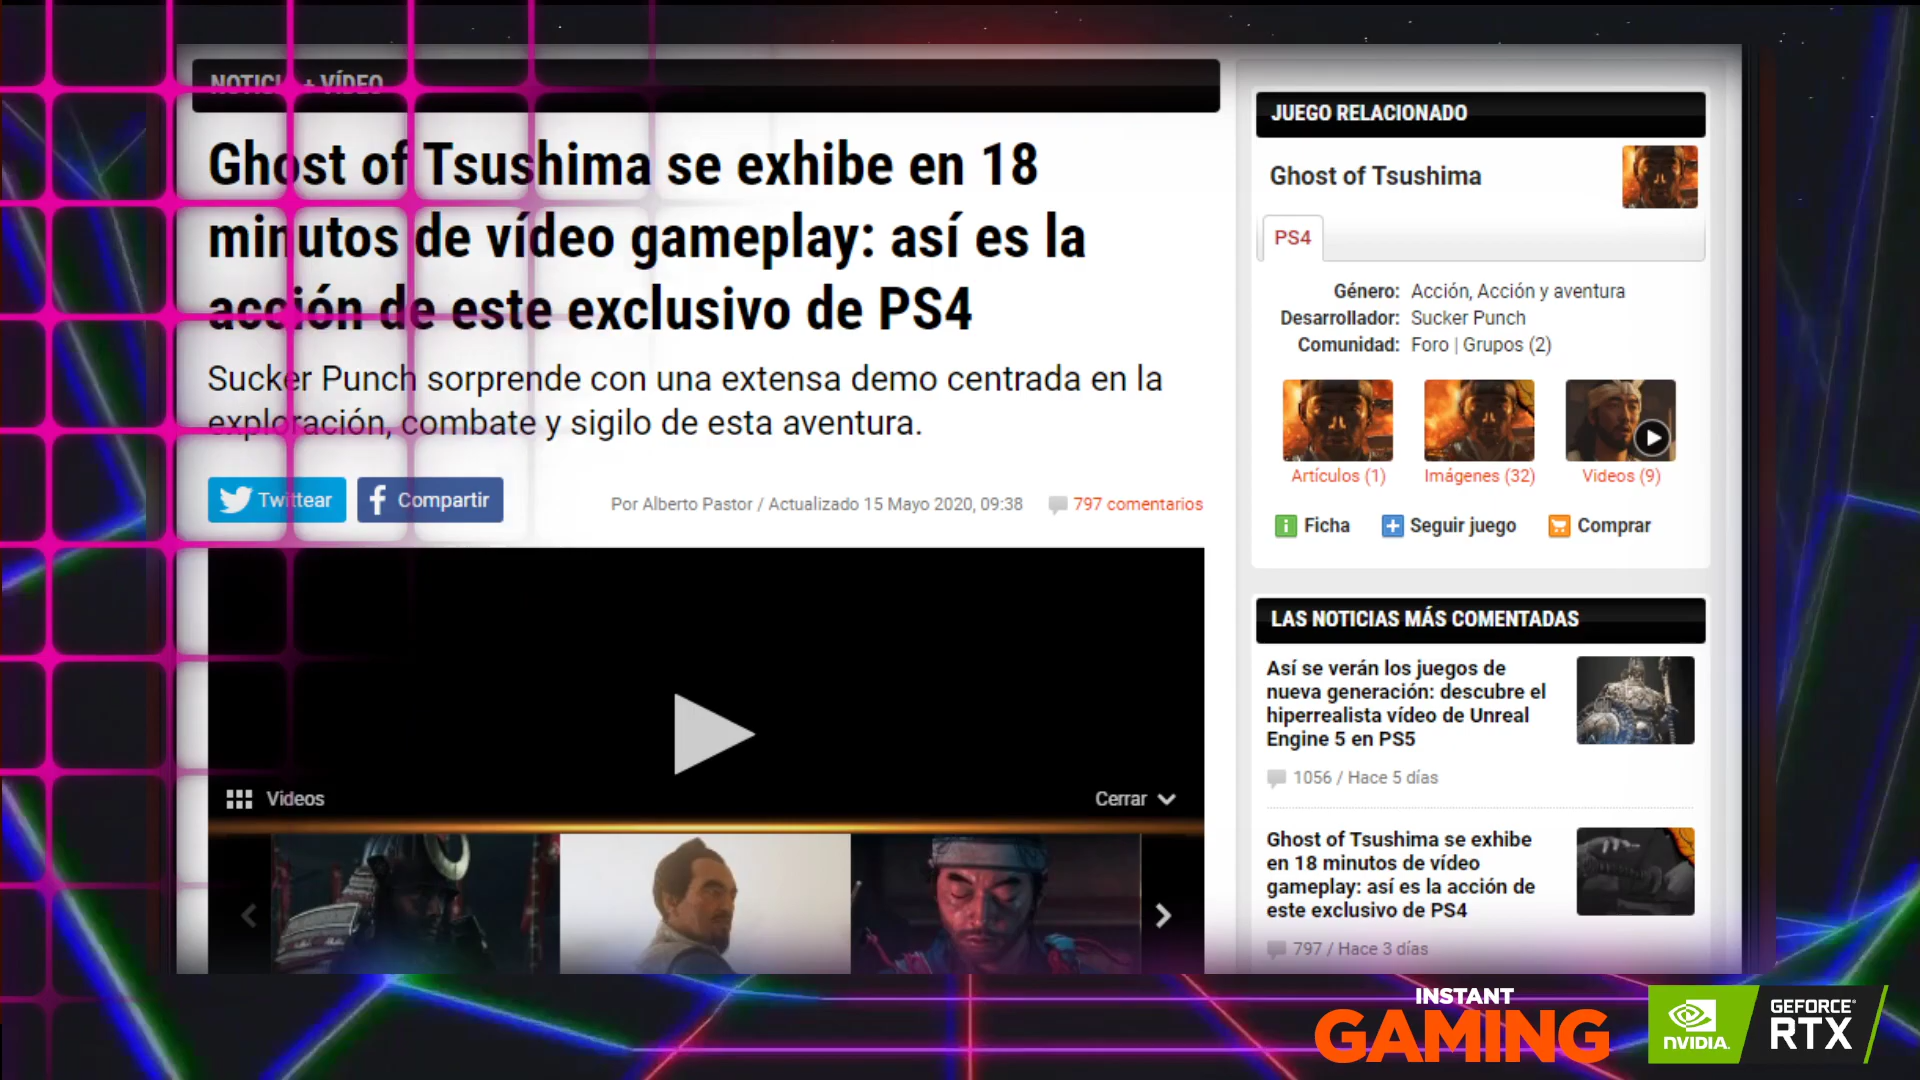 NOTICIA + VÍDEO
Ghost of Tsushima se exhibe en 18
minutos de vídeo gameplay: así es la
acción de este exclusivo de PS4
Sucker Punch sorprende con una extensa demo centrada en la
exploración, combate y sigilo de esta aventura.
Twittear
Compartir
Por Alberto Pastor / Actualizado 15 Mayo 2020, 09:38
797 comentarios
Videos
Cerrar
JUEGO RELACIONADO
Ghost of Tsushima
PS4
Género: Acción, Acción y aventura
Desarrollador: Sucker Punch
Comunidad: Foro | Grupos (2)
Artículos (1)
Imágenes (32)
Videos (9)
Ficha
Seguir juego
Comprar
LAS NOTICIAS MÁS COMENTADAS
Así se verán los juegos de
nueva generación: descubre el
hiperrealista vídeo de Unreal
Engine 5 en PS5
1056 / Hace 5 días
Ghost of Tsushima se exhibe
en 18 minutos de vídeo
gameplay: así es la acción de
este exclusivo de PS4
797 / Hace 3 días
INSTANT
GAMING
NVIDIA.
GEFORCE
RTX